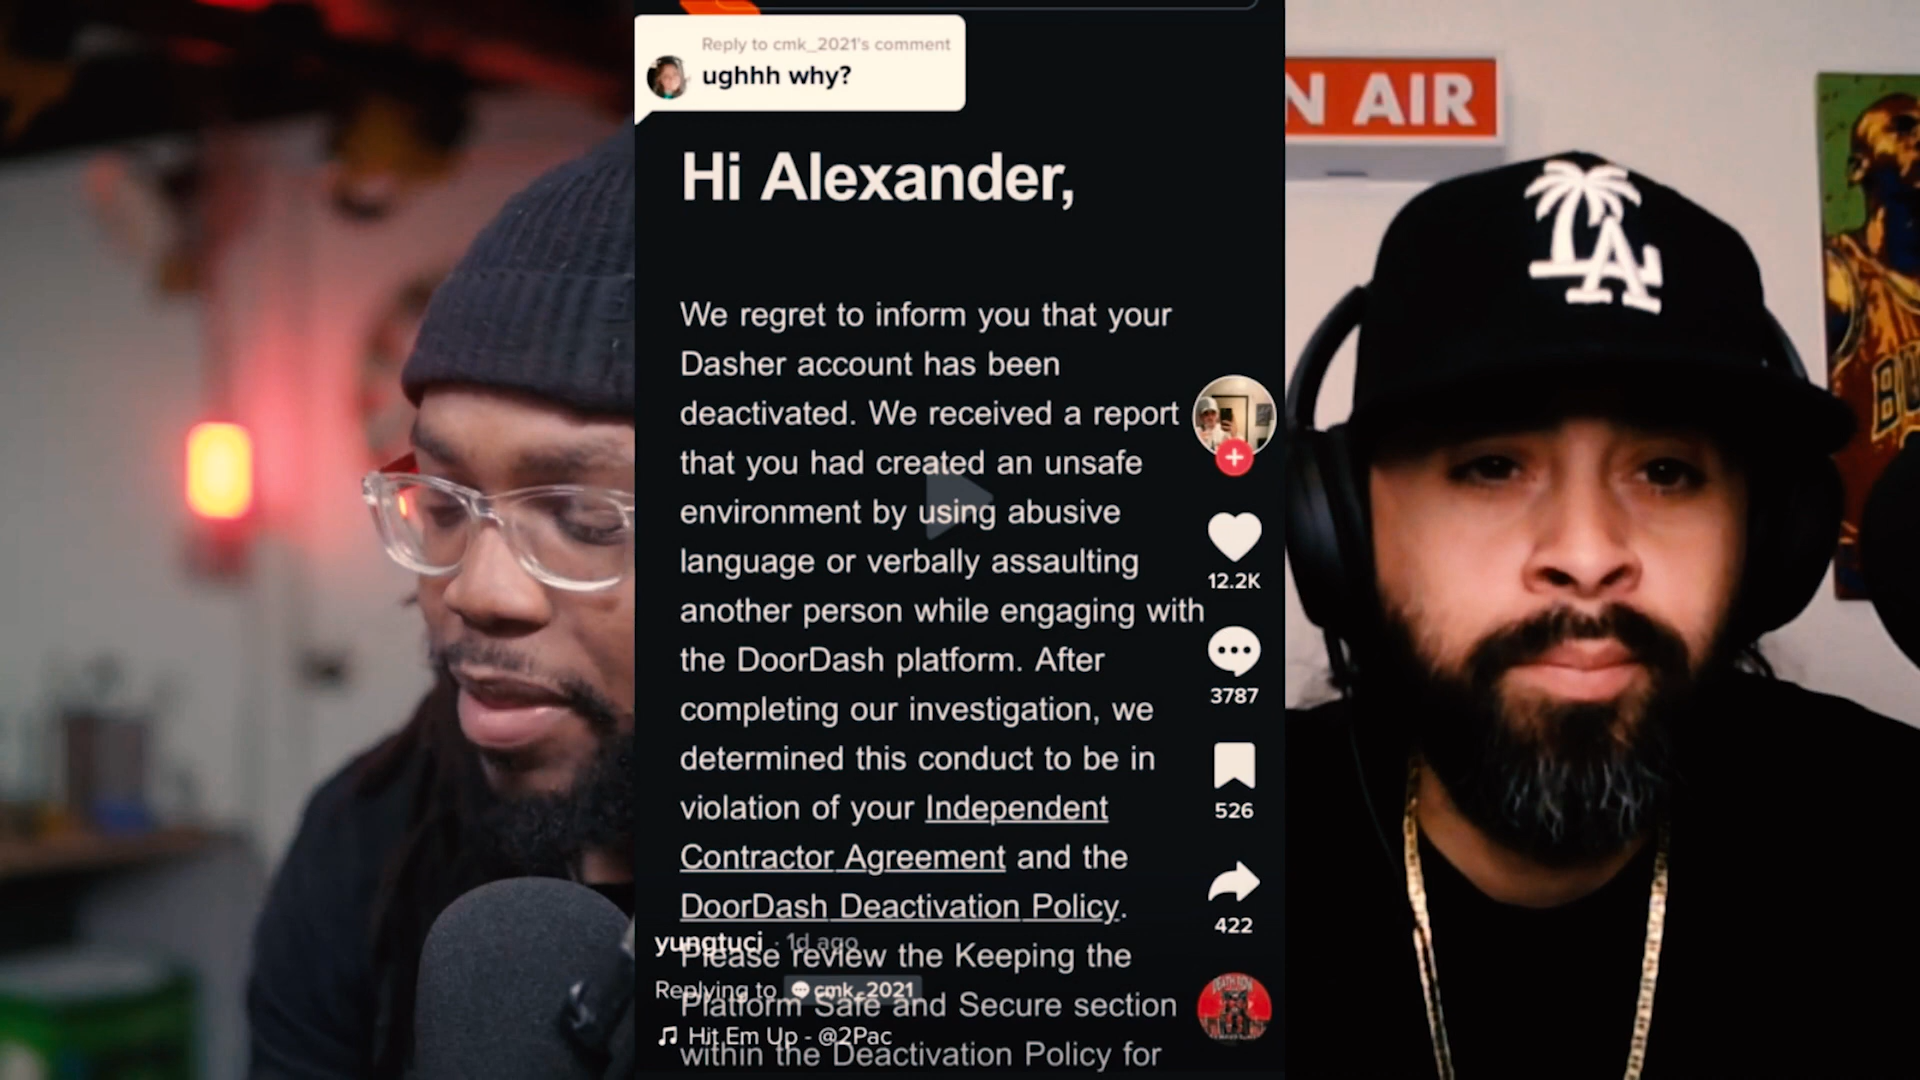 Reply to cmk_2021's comment
ughhh why?
Hi Alexander,
We regret to inform you that your
Dasher account has been
deactivated. We received a report
that you had created an unsafe
environment by using abusive
language or verbally assaulting
another person while engaging with
the DoorDash platform. After
completing our investigation, we
determined this conduct to be in
violation of your Independent
Contractor Agreement and the
DoorDash Deactivation Policy.
Please review the Keeping the
Platform Safe and Secure section
within the Deactivation Policy for
yungtuci · 1d ago
Replying to cmk_2021
Hit Em Up - @2Pac
12.2K
3787
526
422
N AIR
LA
BU